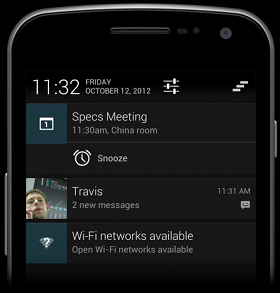 11:32
FRIDAY
OCTOBER 12, 2012
Specs Meeting
11:30am, China room
Snooze
Travis
11:31 AM
2 new messages
Wi-Fi networks available
Open Wi-Fi networks available